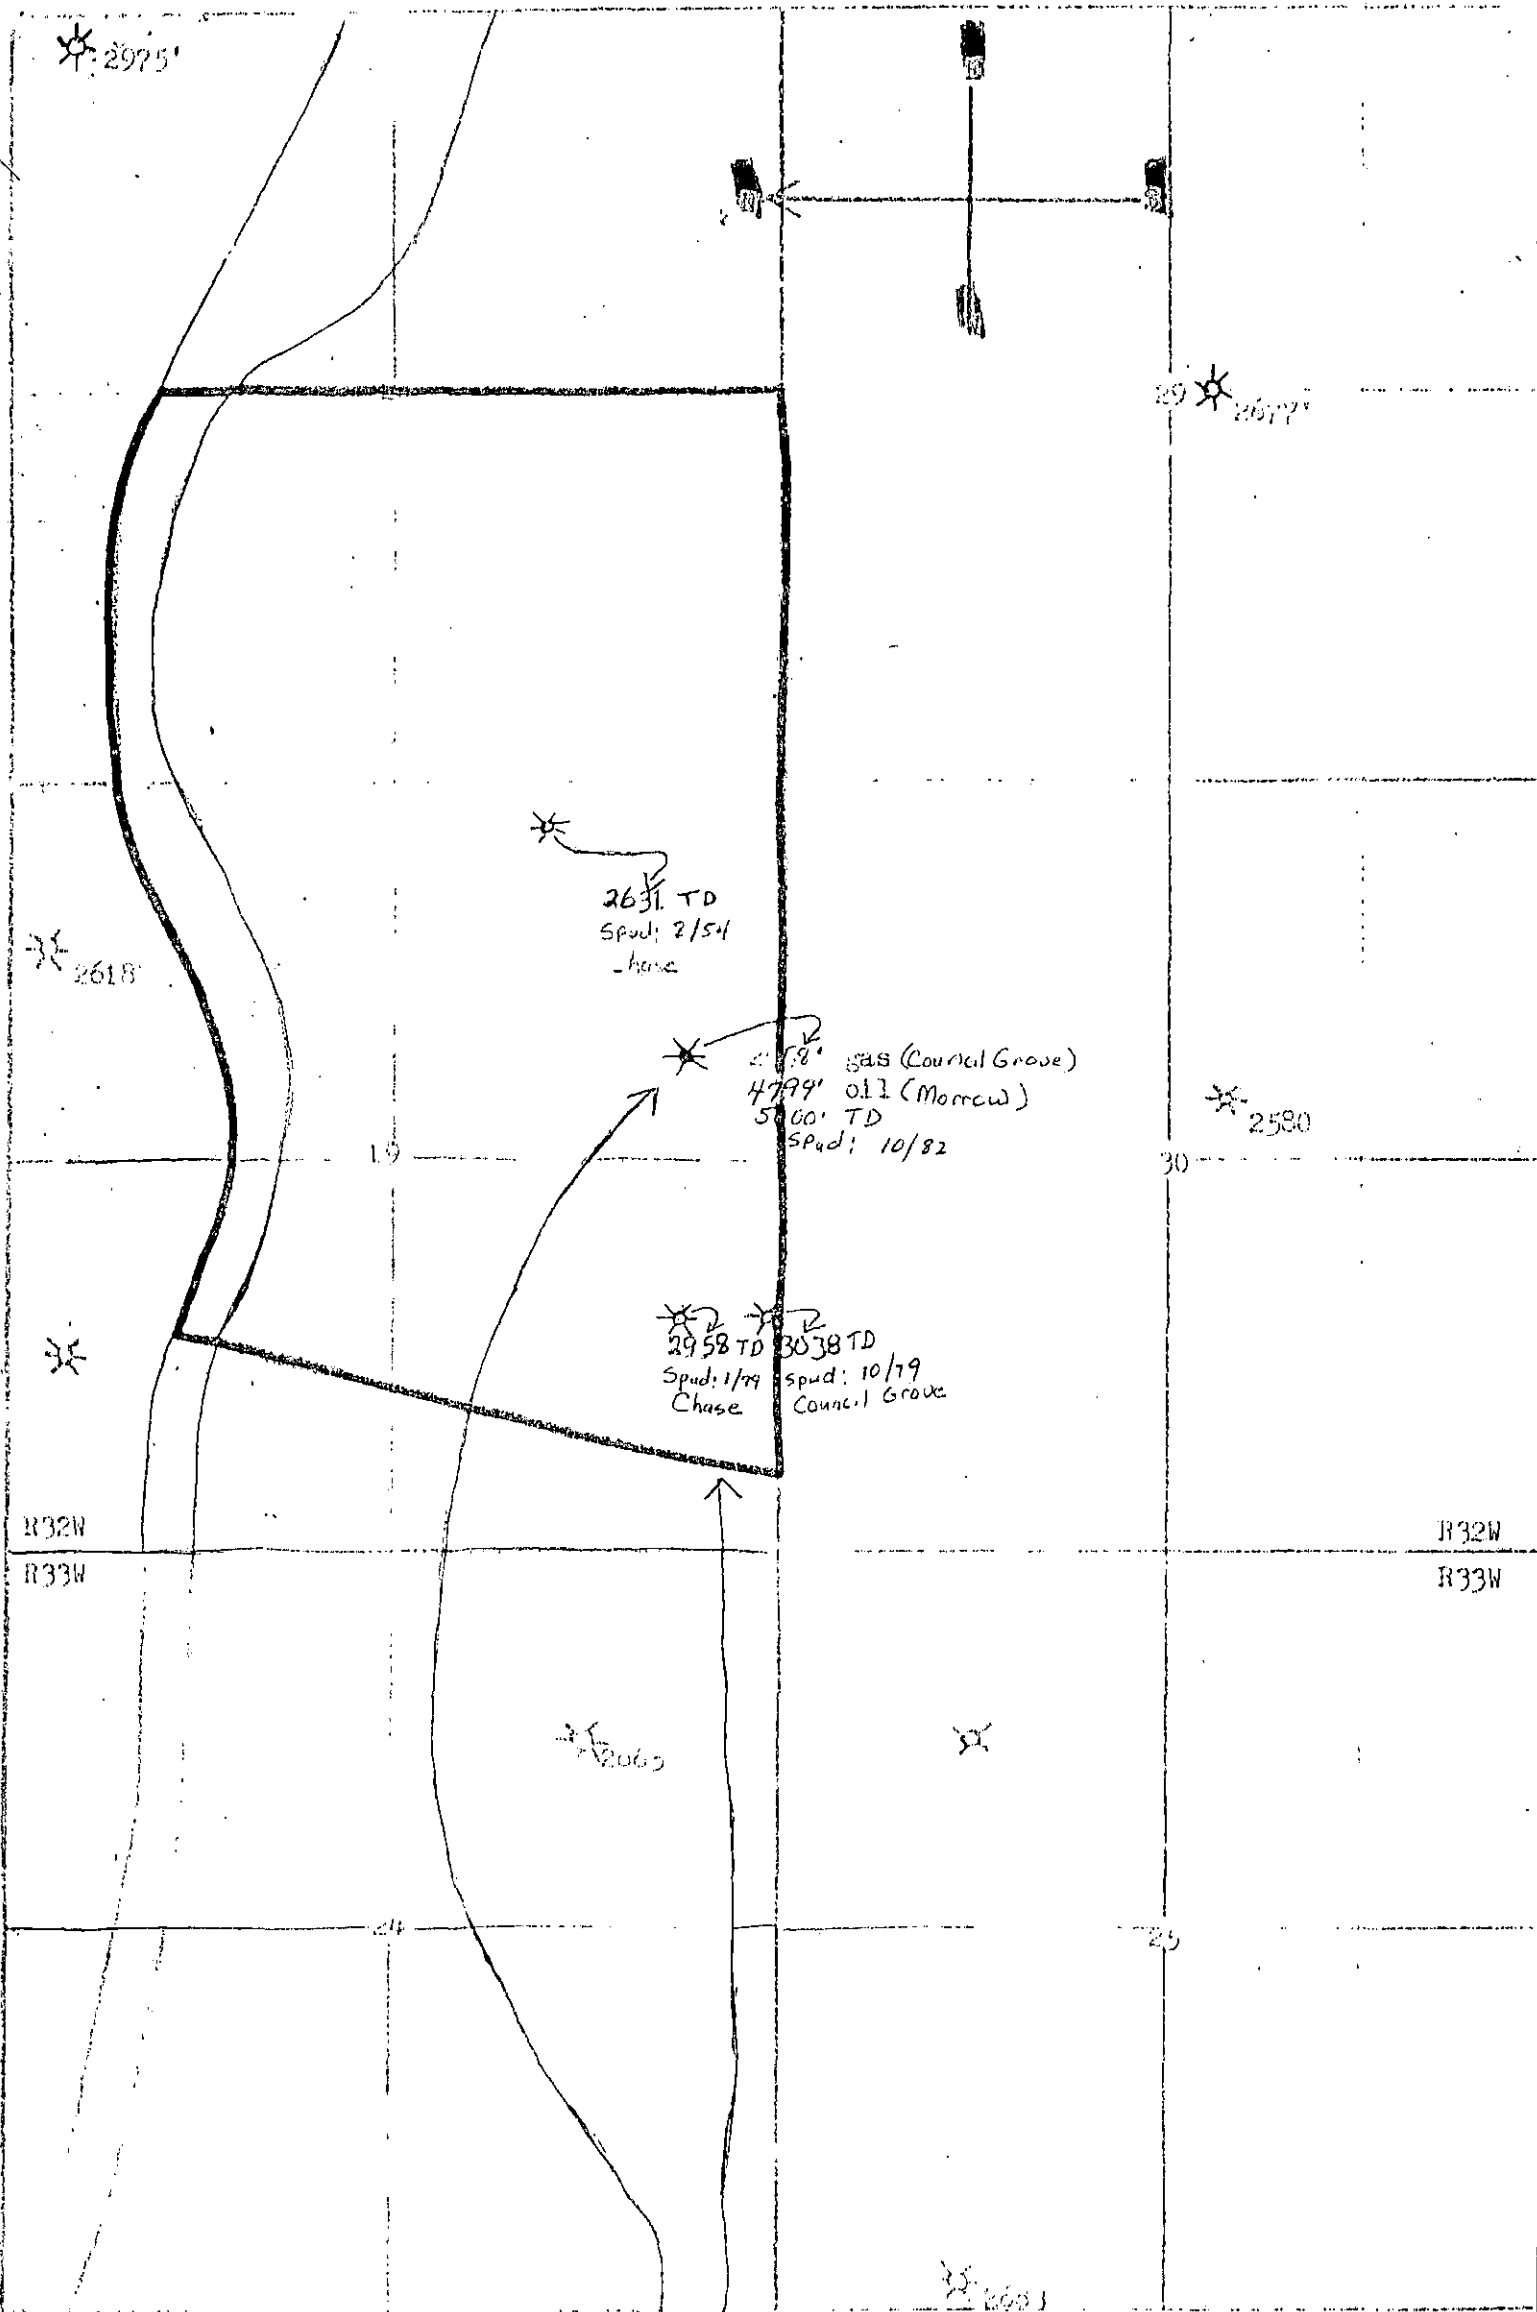 2975'
29
2677'
2631 TD
Spud: 2/54
2618'
gas (Council Grove)
4799' oil (Morrow)
TD
Spud: 10/82
2580
19
30
2958 TD 3038 TD
Spud: 1/79 Spud: 10/79
Chase Council Grove
R32W R32W
R33W R33W
24
25